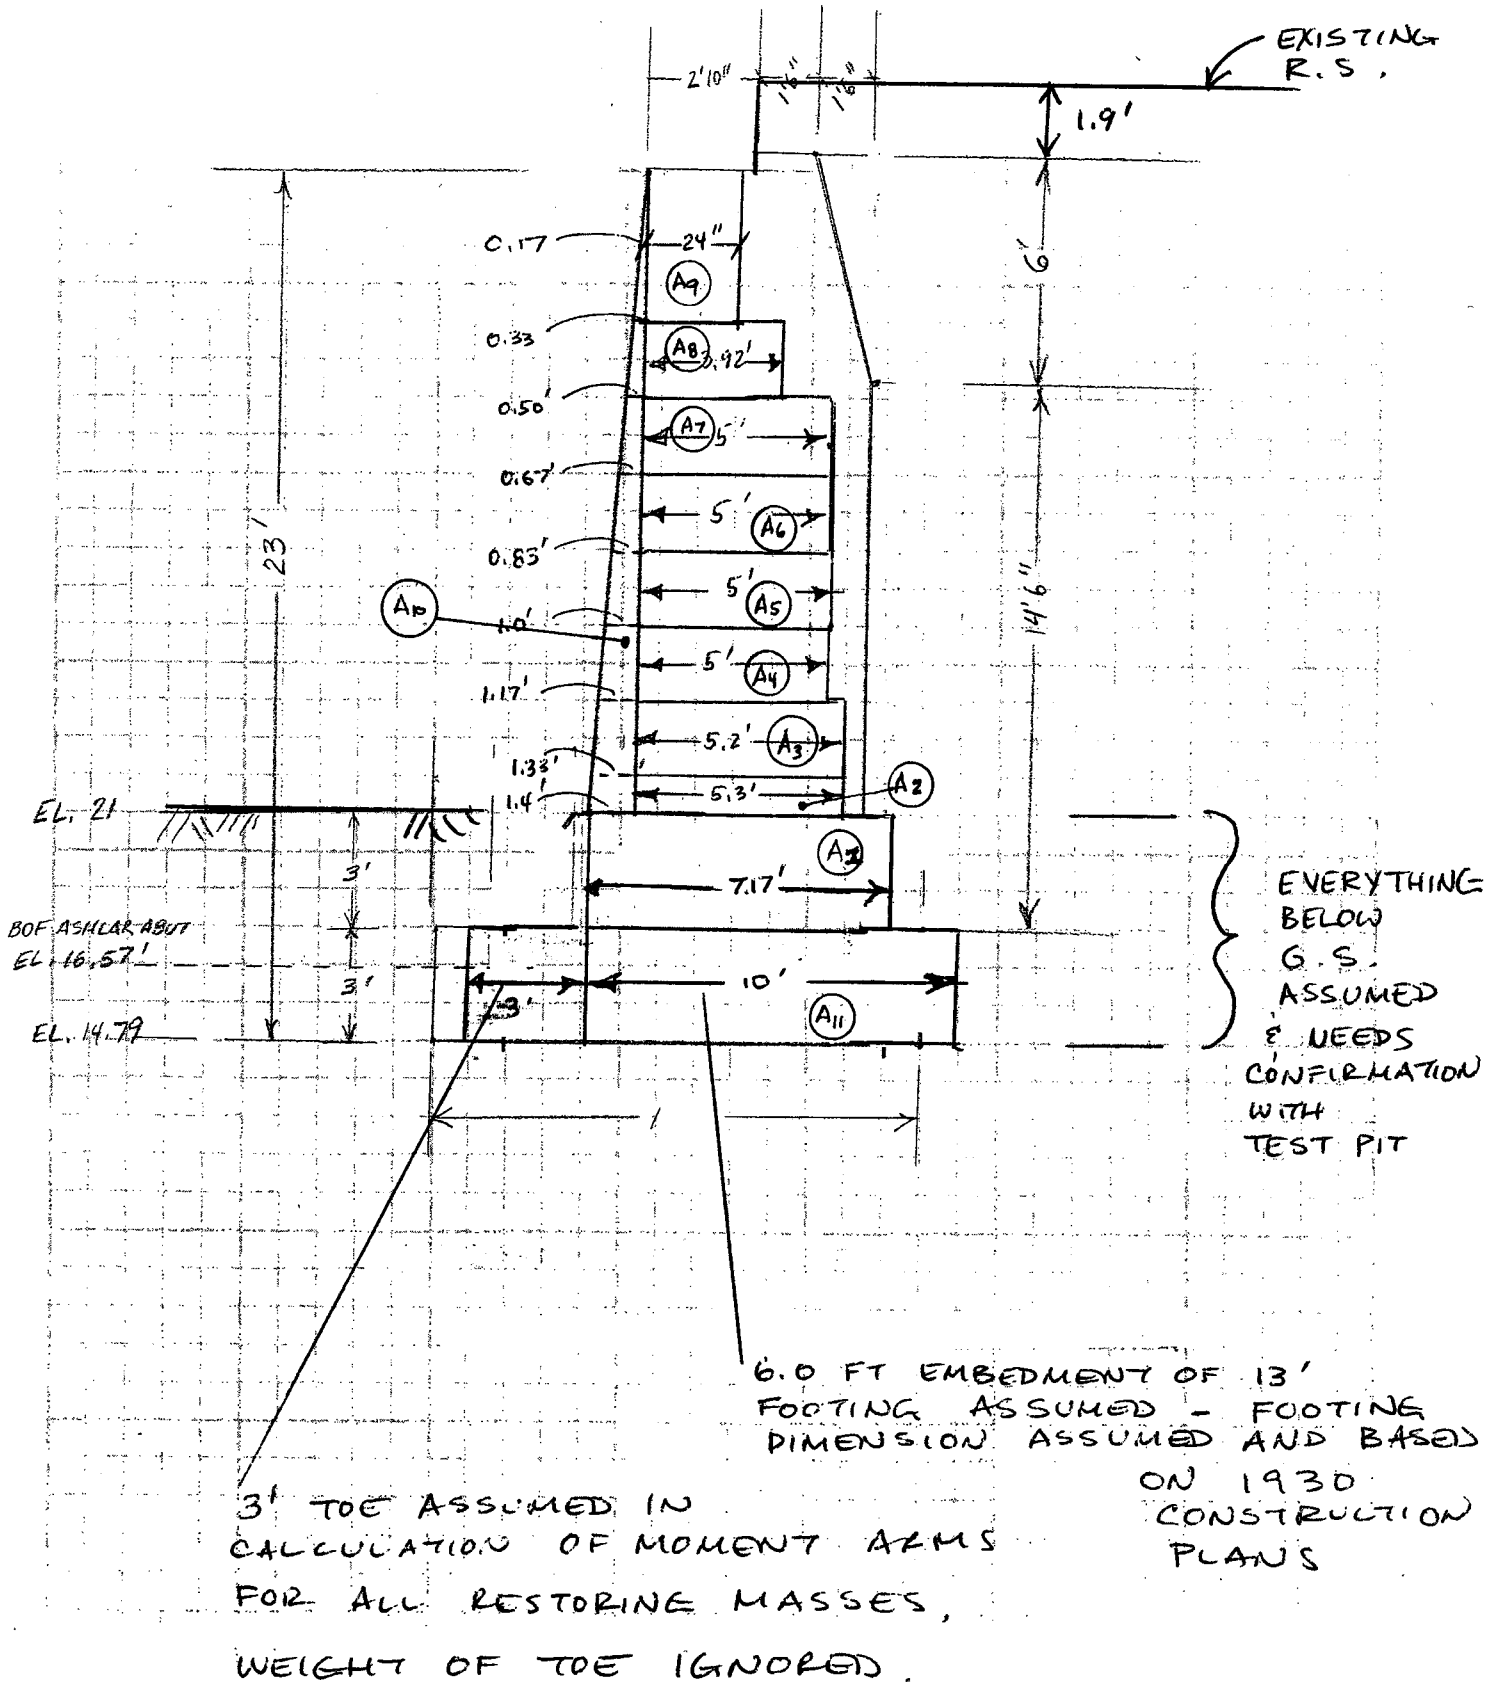 EXISTING
R.S.
2'10"
1'6"
1'6"
1.9'
0.17
24"
A9
6'
0.33
A8
3.92'
0.50'
A7
5'
0.67'
5'
A6
23'
0.83'
5'
A5
14'6"
A10
1.0'
5'
A4
1.17'
5.2'
A3
1.33'
1.4'
5.3'
A2
EL. 21
A1
3'
7.17'
EVERYTHING
BELOW
G.S.
ASSUMED
& NEEDS
CONFIRMATION
WITH
TEST PIT
BOF ASHLAR ABUT
EL. 16.57'
3'
3'
10'
A11
EL. 14.79
6.0 FT EMBEDMENT OF 13'
FOOTING ASSUMED - FOOTING
DIMENSION ASSUMED AND BASED
ON 1930
CONSTRUCTION
PLANS
3' TOE ASSUMED IN
CALCULATION OF MOMENT ARMS
FOR ALL RESTORING MASSES,
WEIGHT OF TOE IGNORED.